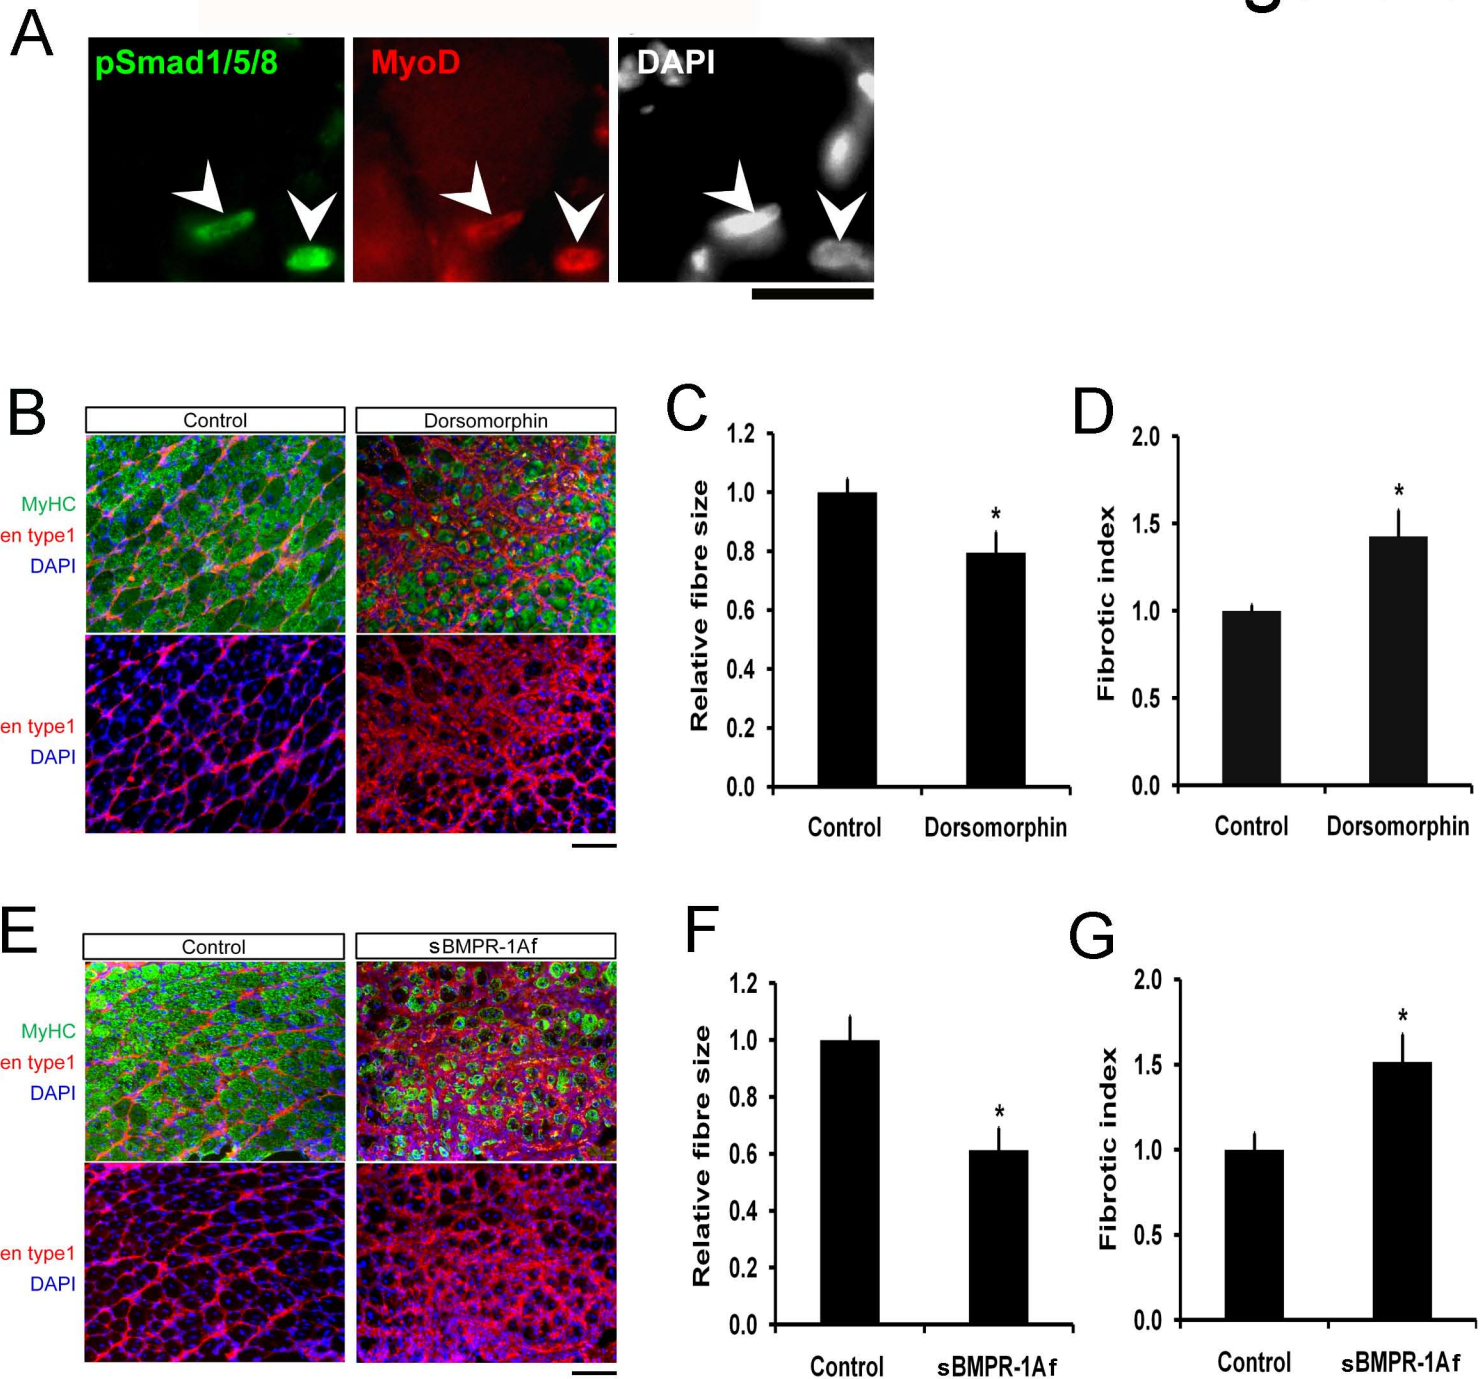 A
pSmad1/5/8
MyoD
DAPI
B
Control
Dorsomorphin
MyHC
en type1
DAPI
en type1
DAPI
C
1.2
1.0
0.8
0.6
0.4
0.2
0.0
Relative fibre size
*
Control
Dorsomorphin
D
2.0
1.5
1.0
0.5
0.0
Fibrotic index
*
Control
Dorsomorphin
E
Control
sBMPR-1Af
MyHC
en type1
DAPI
en type1
DAPI
F
1.2
1.0
0.8
0.6
0.4
0.2
0.0
Relative fibre size
*
Control
sBMPR-1Af
G
2.0
1.5
1.0
0.5
0.0
Fibrotic index
*
Control
sBMPR-1Af